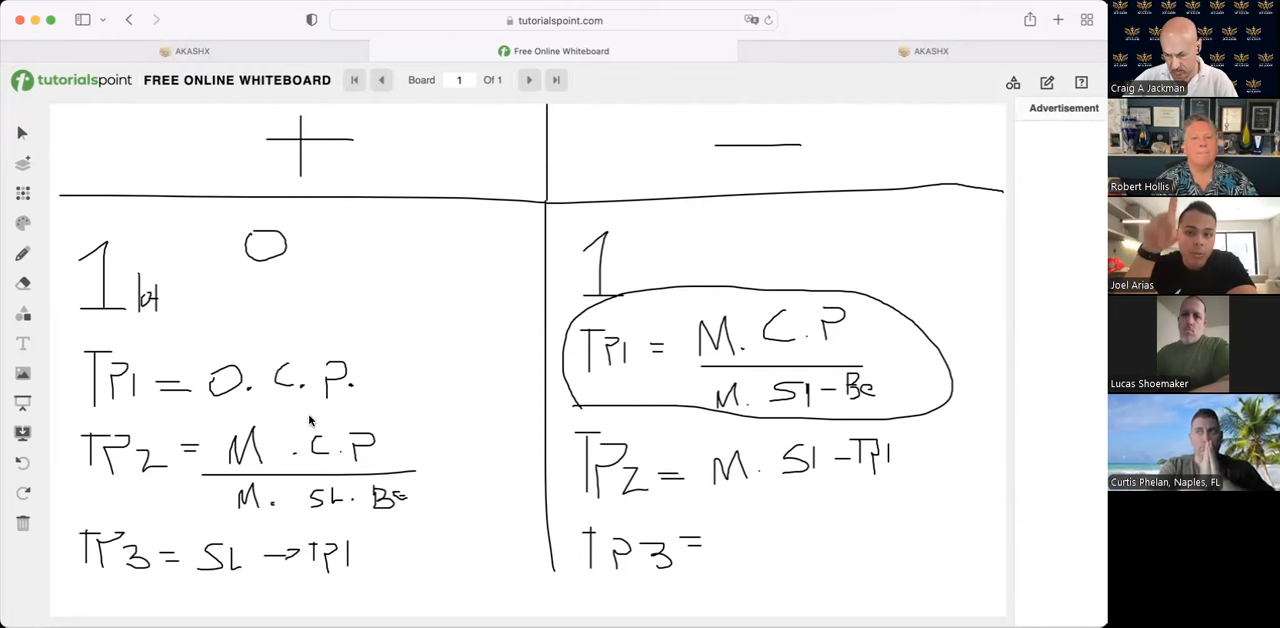 tutorialspoint.com
AKASHX
Free Online Whiteboard
AKASHX
tutorialspoint FREE ONLINE WHITEBOARD
Board 1 Of 1
Advertisement
+ —
1 lot O
TP1 = O. C. P.
TP2 = M . C. P
M. SL. BE
TP3 = SL → TP1
1
TP1 = M. C. P
M. Sl - Be
TP2 = M. Sl - TP1
TP3 =
Craig A Jackman
Robert Hollis
Joel Arias
Lucas Shoemaker
Curtis Phelan, Naples, FL